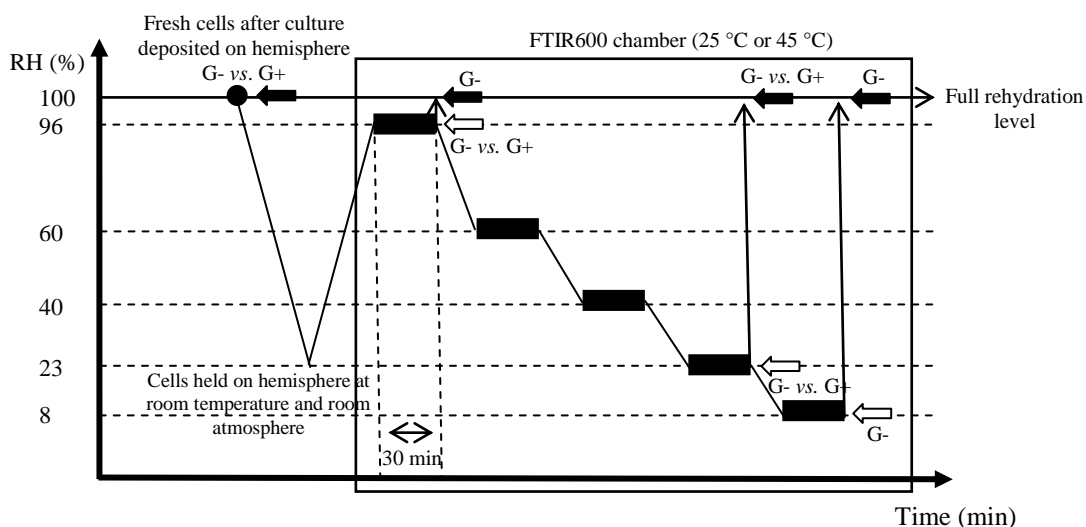 Fresh cells after culture
deposited on hemisphere
FTIR600 chamber (25 °C or 45 °C)
RH (%)
G- vs. G+
G-
G- vs. G+
G-
100
Full rehydration
level
96
G- vs. G+
60
40
23
Cells held on hemisphere at
room temperature and room
atmosphere
G- vs. G+
8
G-
30 min
Time (min)